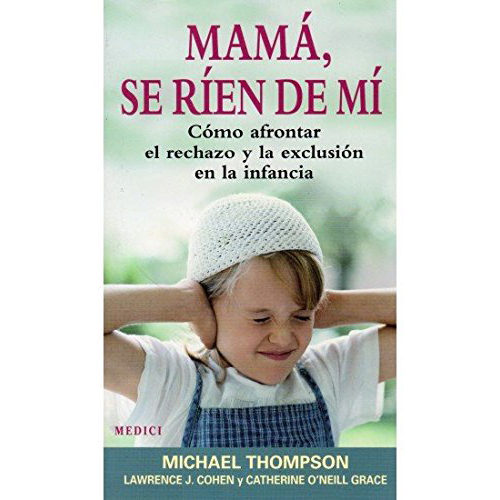 MAMÁ,
SE RÍEN DE MÍ
Cómo afrontar
el rechazo y la exclusión
en la infancia
MEDICI
MICHAEL THOMPSON
LAWRENCE J. COHEN y CATHERINE O'NEILL GRACE